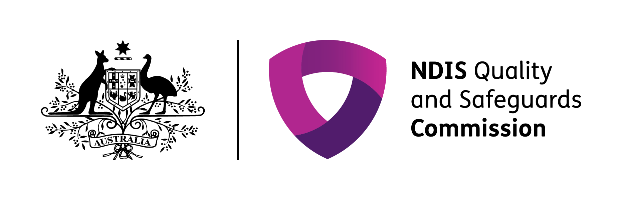 AUSTRALIA
NDIS Quality
and Safeguards
Commission